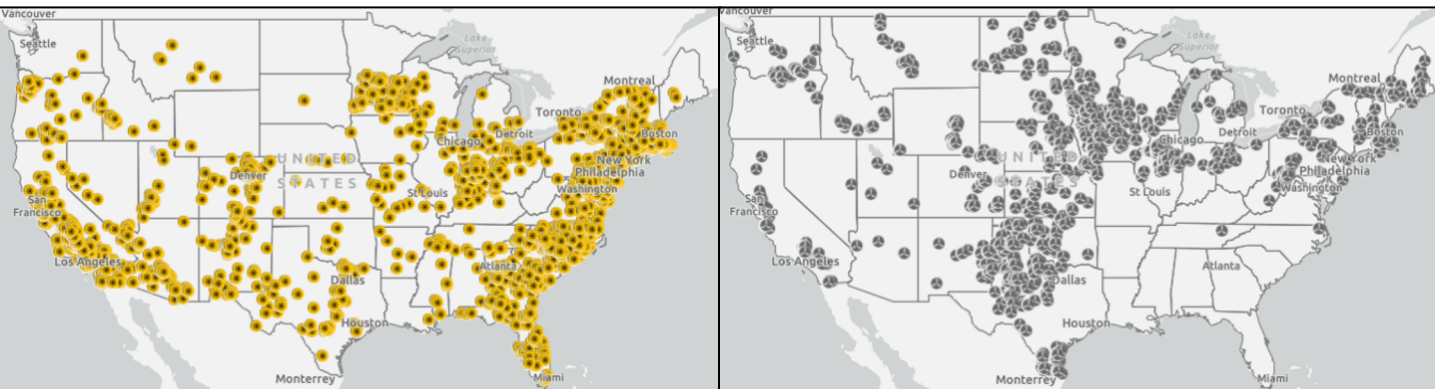 Vancouver
Seattle
Lake
Superior
Montreal
Toronto
Boston
Detroit
Chicago
New York
UNITED
Denver
Philadelphia
STATES
Washington
St Louis
San
Francisco
Los Angeles
Atlanta
Dallas
Houston
Miami
Monterrey
Vancouver
Seattle
Lake
Superior
Montreal
Toronto
Boston
Detroit
Chicago
New York
UNITED
Philadelphia
Denver
STATES
Washington
St Louis
San
Francisco
Los Angeles
Atlanta
Dallas
Houston
Miami
Monterrey